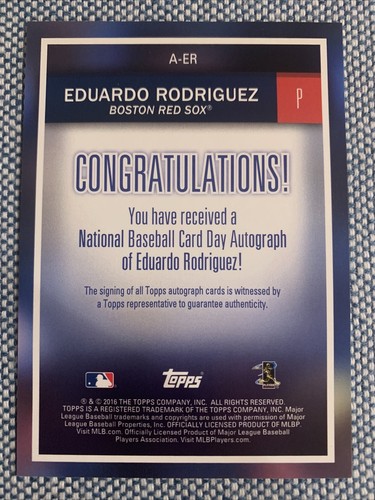 A-ER
EDUARDO RODRIGUEZ
BOSTON RED SOX®
P
CONGRATULATIONS!
You have received a
National Baseball Card Day Autograph
of Eduardo Rodriguez!
The signing of all Topps autograph cards is witnessed by
a Topps representative to guarantee authenticity.
topps
® & © 2016 THE TOPPS COMPANY, INC. ALL RIGHTS RESERVED.
TOPPS IS A REGISTERED TRADEMARK OF THE TOPPS COMPANY, INC. Major
League Baseball trademarks and copyrights are used with permission of Major
League Baseball Properties, Inc. OFFICIALLY LICENSED PRODUCT OF MLBP.
Visit MLB.com. Officially Licensed Product of Major League Baseball
Players Association. Visit MLBPlayers.com.